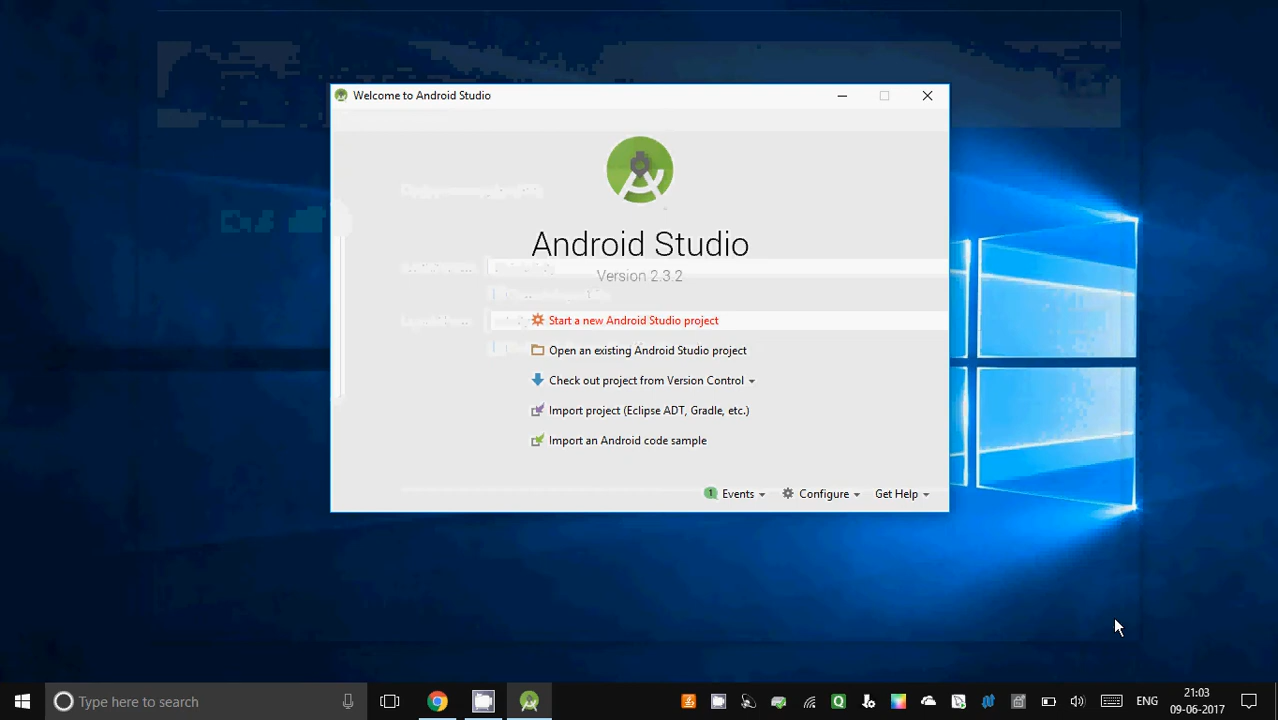 Welcome to Android Studio
Android Studio
Version 2.3.2
Start a new Android Studio project
Open an existing Android Studio project
Check out project from Version Control
Import project (Eclipse ADT, Gradle, etc.)
Import an Android code sample
1 Events
Configure
Get Help
Type here to search
ENG
21:03
09-06-2017